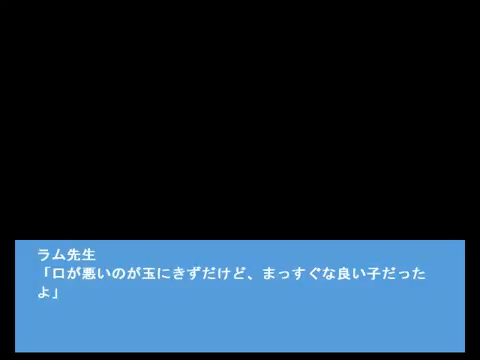 ラム先生
「口が悪いのが玉にきずだけど、まっすぐな良い子だった
よ」